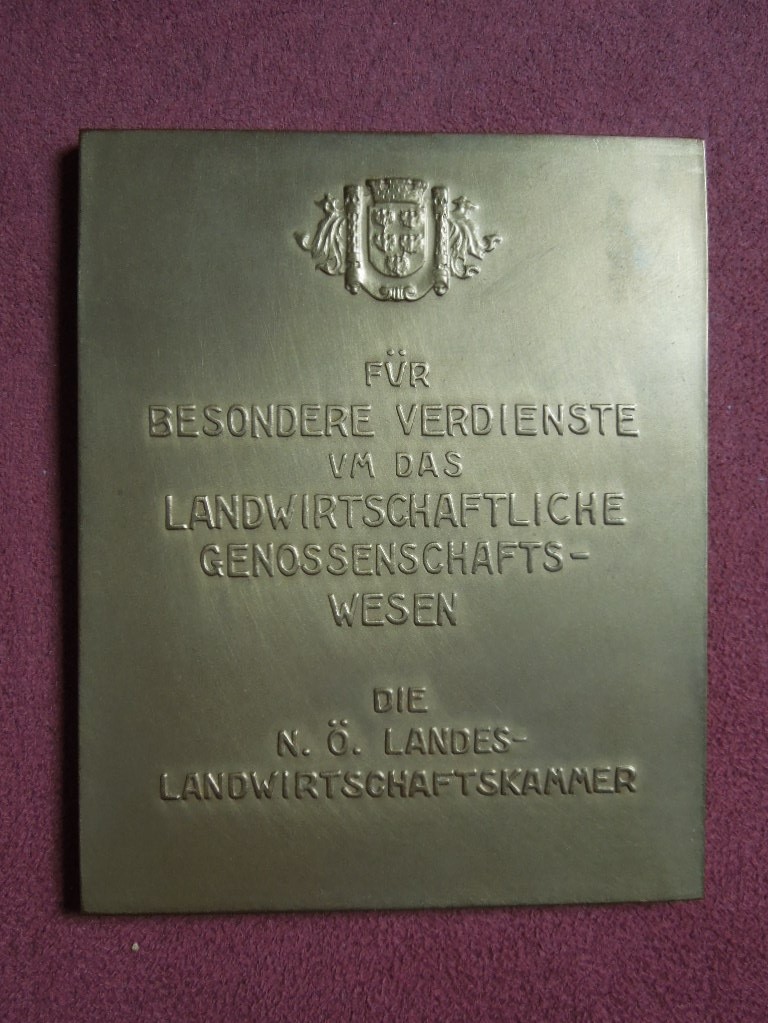 FÜR
BESONDERE VERDIENSTE
VM DAS
LANDWIRTSCHAFTLICHE
GENOSSENSCHAFTS-
WESEN
DIE
N. Ö. LANDES-
LANDWIRTSCHAFTSKAMMER